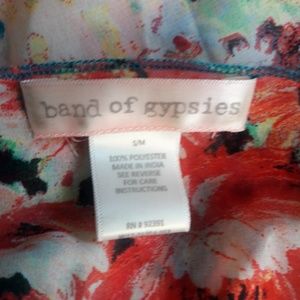 band of gypsies
S/M
100% POLYESTER
MADE IN INDIA
SEE REVERSE
FOR CARE
INSTRUCTIONS
RN # 92391